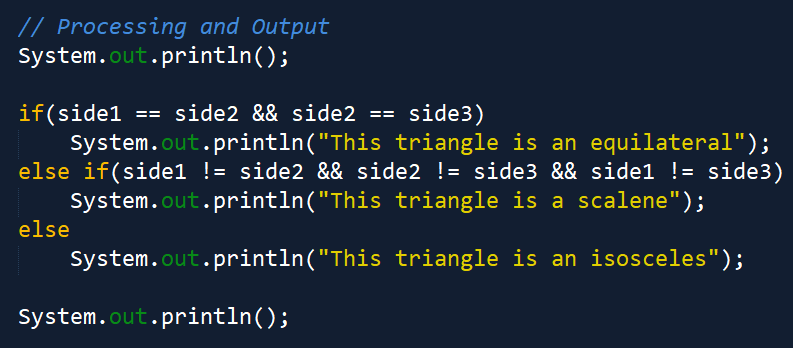 // Processing and Output
System.out.println();
if(side1 == side2 && side2 == side3)
System.out.println("This triangle is an equilateral");
else if(side1 != side2 && side2 != side3 && side1 != side3)
System.out.println("This triangle is a scalene");
else
System.out.println("This triangle is an isosceles");
System.out.println();